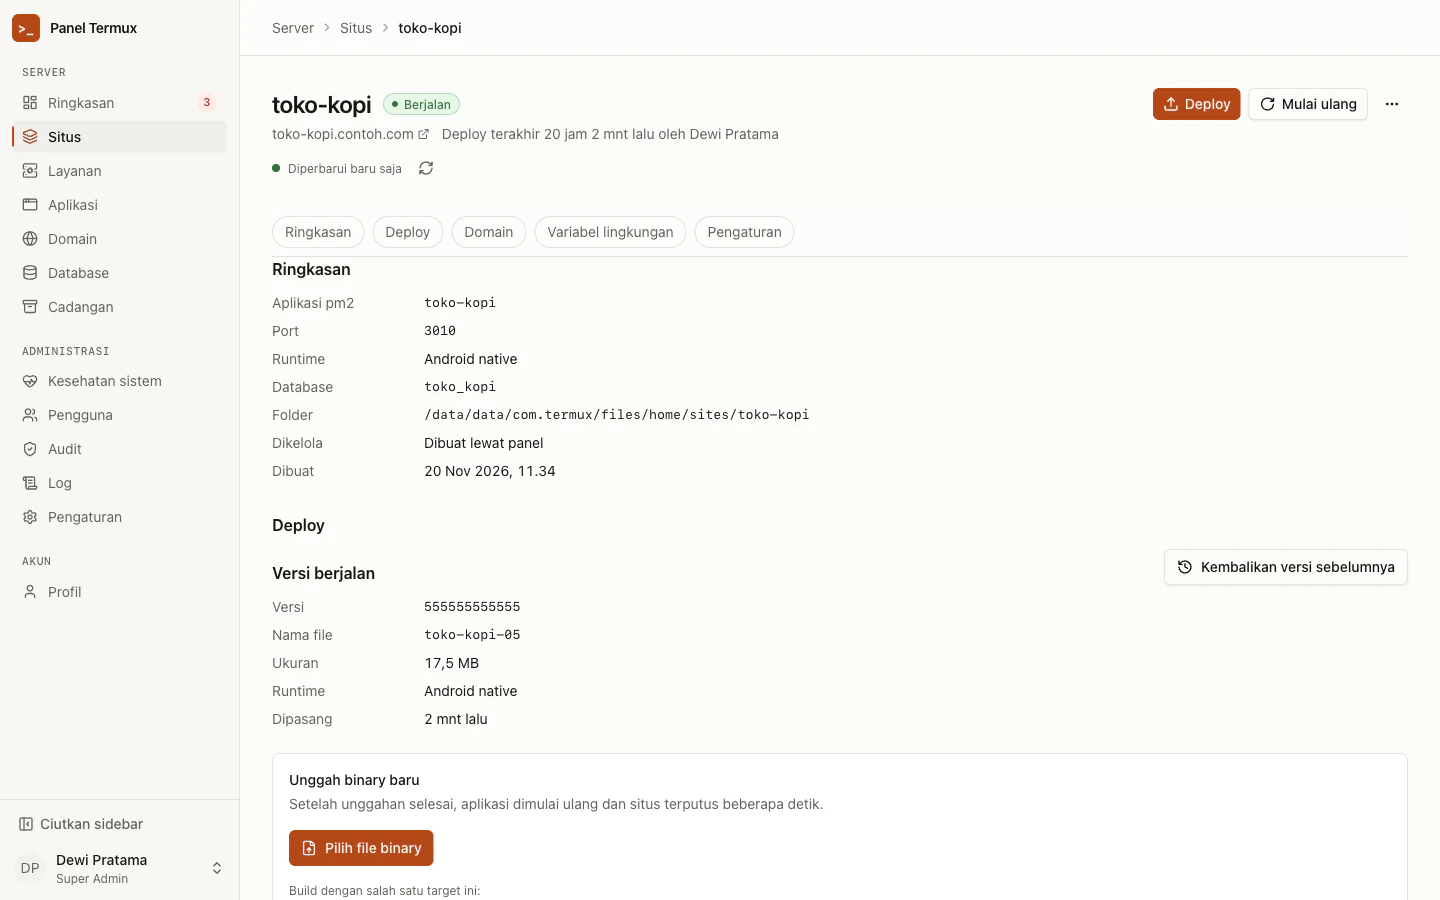 >_ Panel Termux
SERVER
Ringkasan 3
Situs
Layanan
Aplikasi
Domain
Database
Cadangan
ADMINISTRASI
Kesehatan sistem
Pengguna
Audit
Log
Pengaturan
AKUN
Profil
Ciutkan sidebar
DP
Dewi Pratama
Super Admin
Server > Situs > toko-kopi
toko-kopi
Berjalan
Deploy
Mulai ulang
toko-kopi.contoh.com Deploy terakhir 20 jam 2 mnt lalu oleh Dewi Pratama
Diperbarui baru saja
Ringkasan Deploy Domain Variabel lingkungan Pengaturan
Ringkasan
Aplikasi pm2 toko-kopi
Port 3010
Runtime Android native
Database toko_kopi
Folder /data/data/com.termux/files/home/sites/toko-kopi
Dikelola Dibuat lewat panel
Dibuat 20 Nov 2026, 11.34
Deploy
Versi berjalan
Kembalikan versi sebelumnya
Versi 555555555555
Nama file toko-kopi-05
Ukuran 17,5 MB
Runtime Android native
Dipasang 2 mnt lalu
Unggah binary baru
Setelah unggahan selesai, aplikasi dimulai ulang dan situs terputus beberapa detik.
Pilih file binary
Build dengan salah satu target ini: